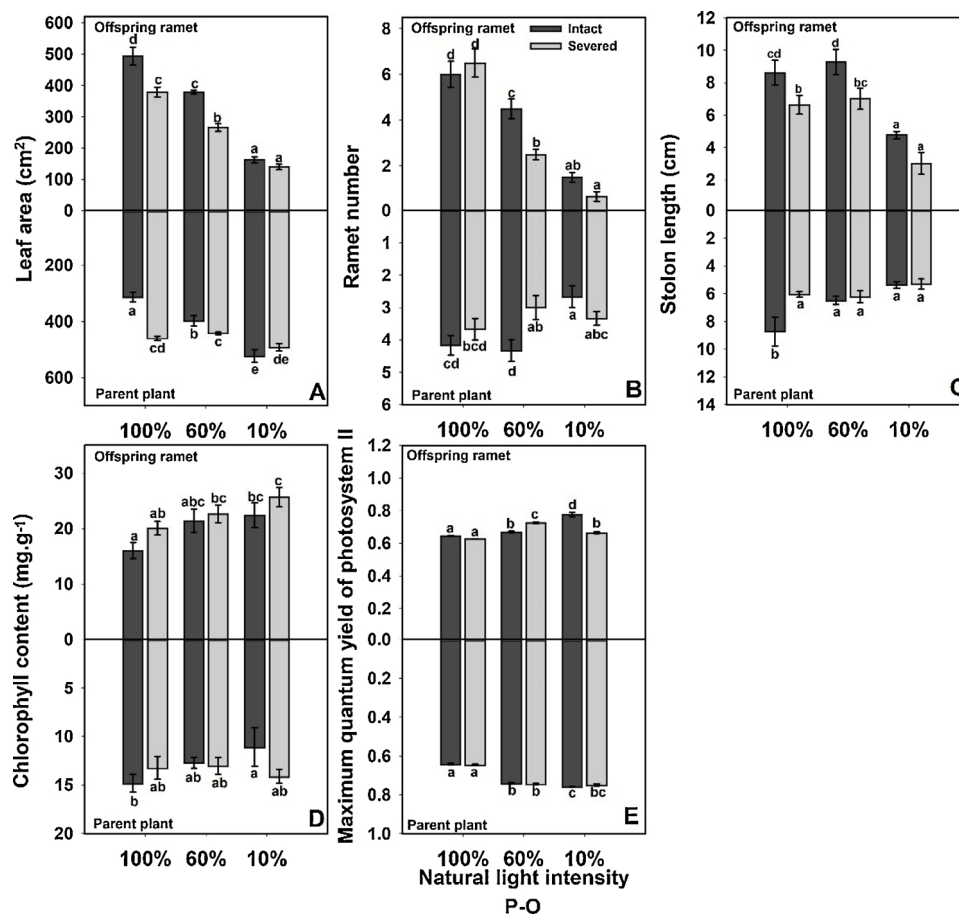 Offspring ramet
Leaf area (cm²)
600
500
400
300
200
100
0
200
400
600
d
c
c
b
a
a
a
cd
b
c
e
de
Parent plant
A
100%
60%
10%
Offspring ramet
Intact
Severed
Ramet number
8
6
4
2
0
1
2
3
4
5
6
d
d
c
b
ab
a
cd
bcd
d
ab
a
abc
Parent plant
B
100%
60%
10%
Offspring ramet
Stolon length (cm)
12
10
8
6
4
2
0
2
4
6
8
10
12
14
cd
b
d
bc
a
a
b
a
a
a
a
a
Parent plant
C
100%
60%
10%
Offspring ramet
Chlorophyll content (mg.g⁻¹)
30
20
10
0
5
10
15
20
a
ab
abc
bc
bc
c
b
ab
ab
ab
a
ab
Parent plant
D
100%
60%
10%
Offspring ramet
Maximum quantum yield of photosystem II
1.2
1.0
0.8
0.6
0.4
0.2
0.0
0.2
0.4
0.6
0.8
1.0
a
a
b
c
d
b
a
a
b
b
c
bc
Parent plant
E
100%
60%
10%
Natural light intensity
P-O